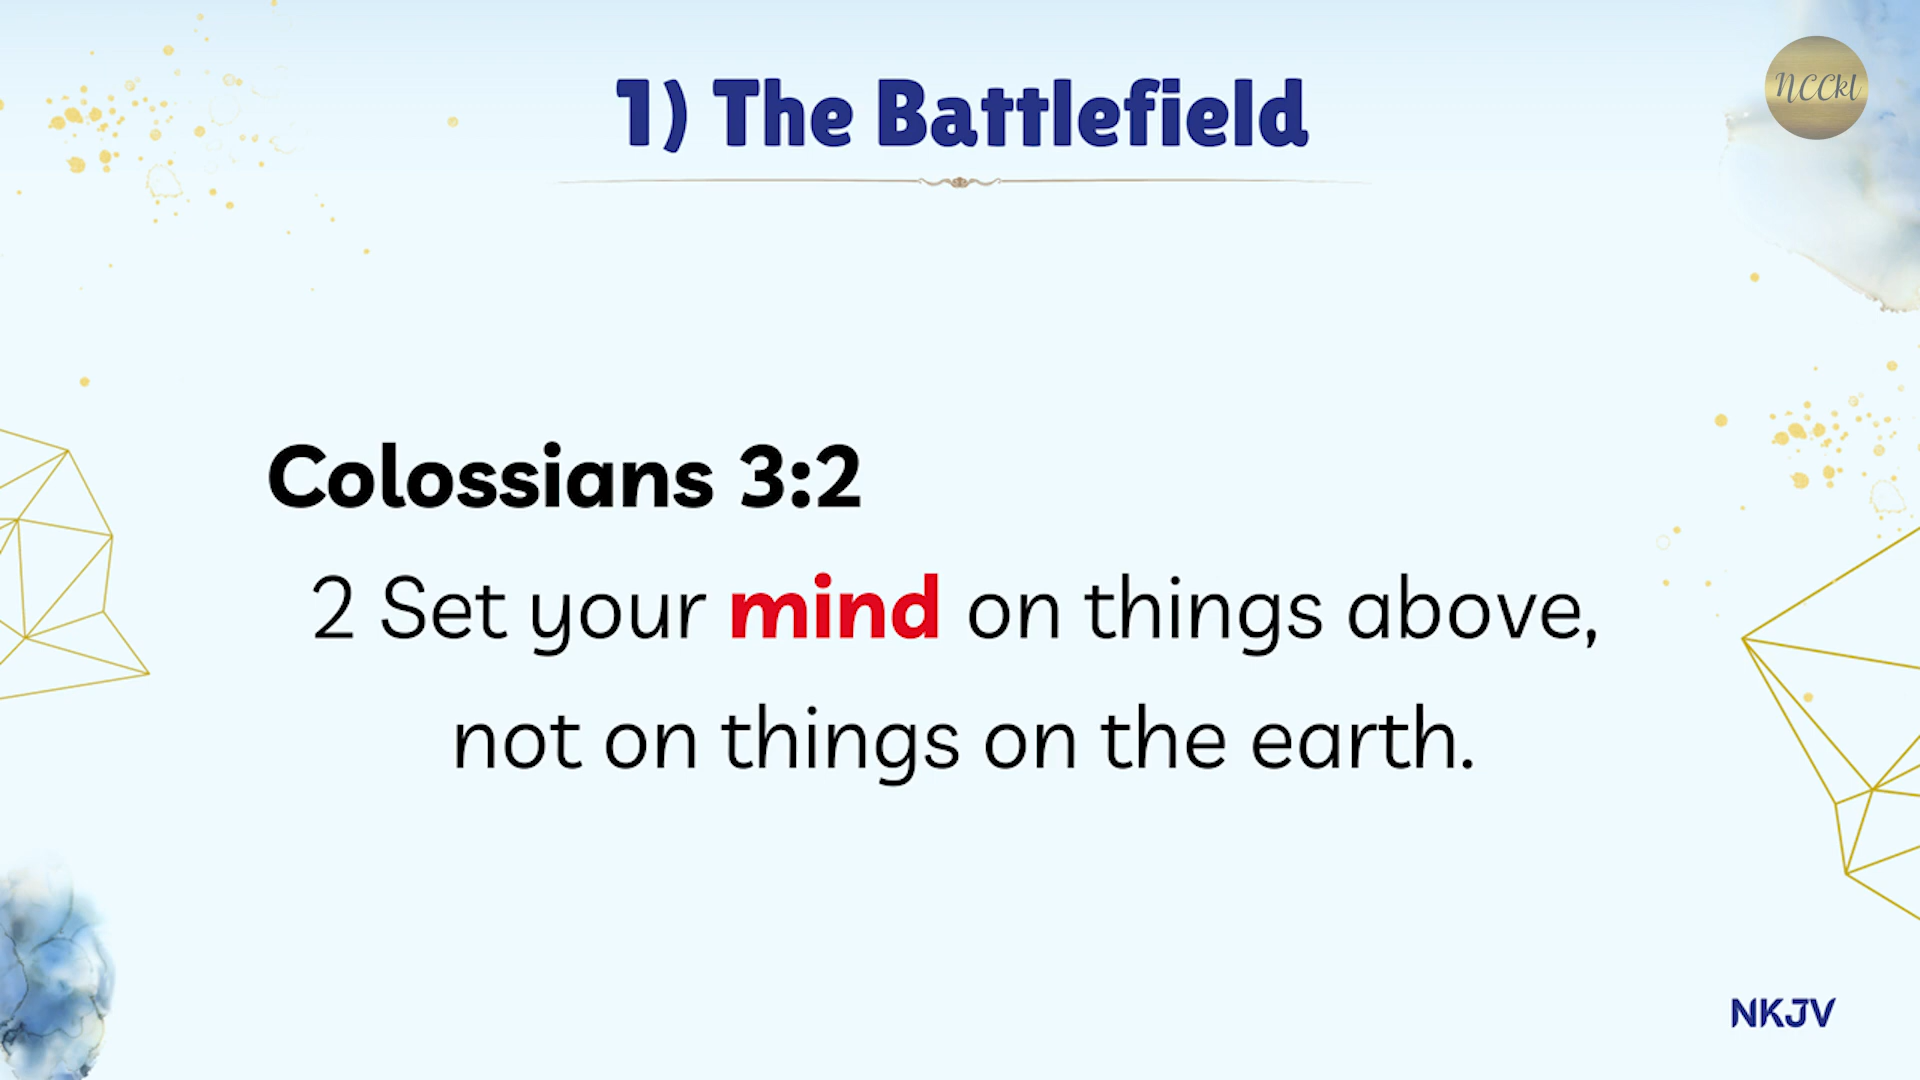 NCCkl
1) The Battlefield
Colossians 3:2
2 Set your mind on things above,
not on things on the earth.
NKJV